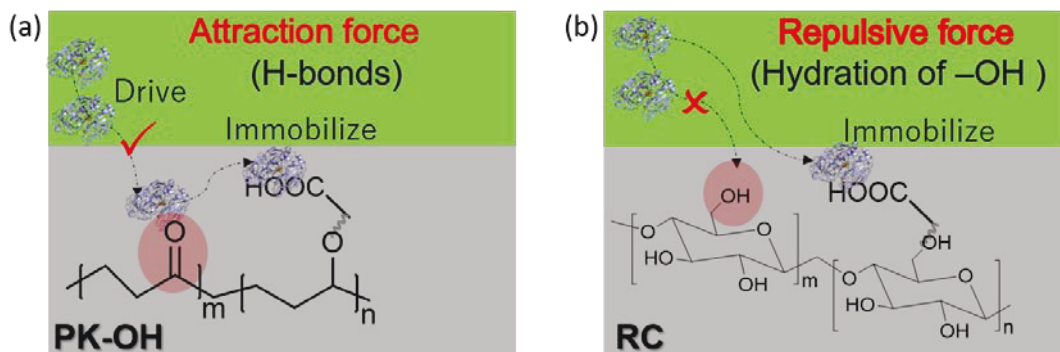 (a)
Attraction force
(H-bonds)
Drive
Immobilize
HOOC
O
O
m
n
PK-OH
(b)
Repulsive force
(Hydration of –OH )
Immobilize
HOOC
OH
OH
O
O
O
O
O
HO
OH
m
HO
OH
n
RC